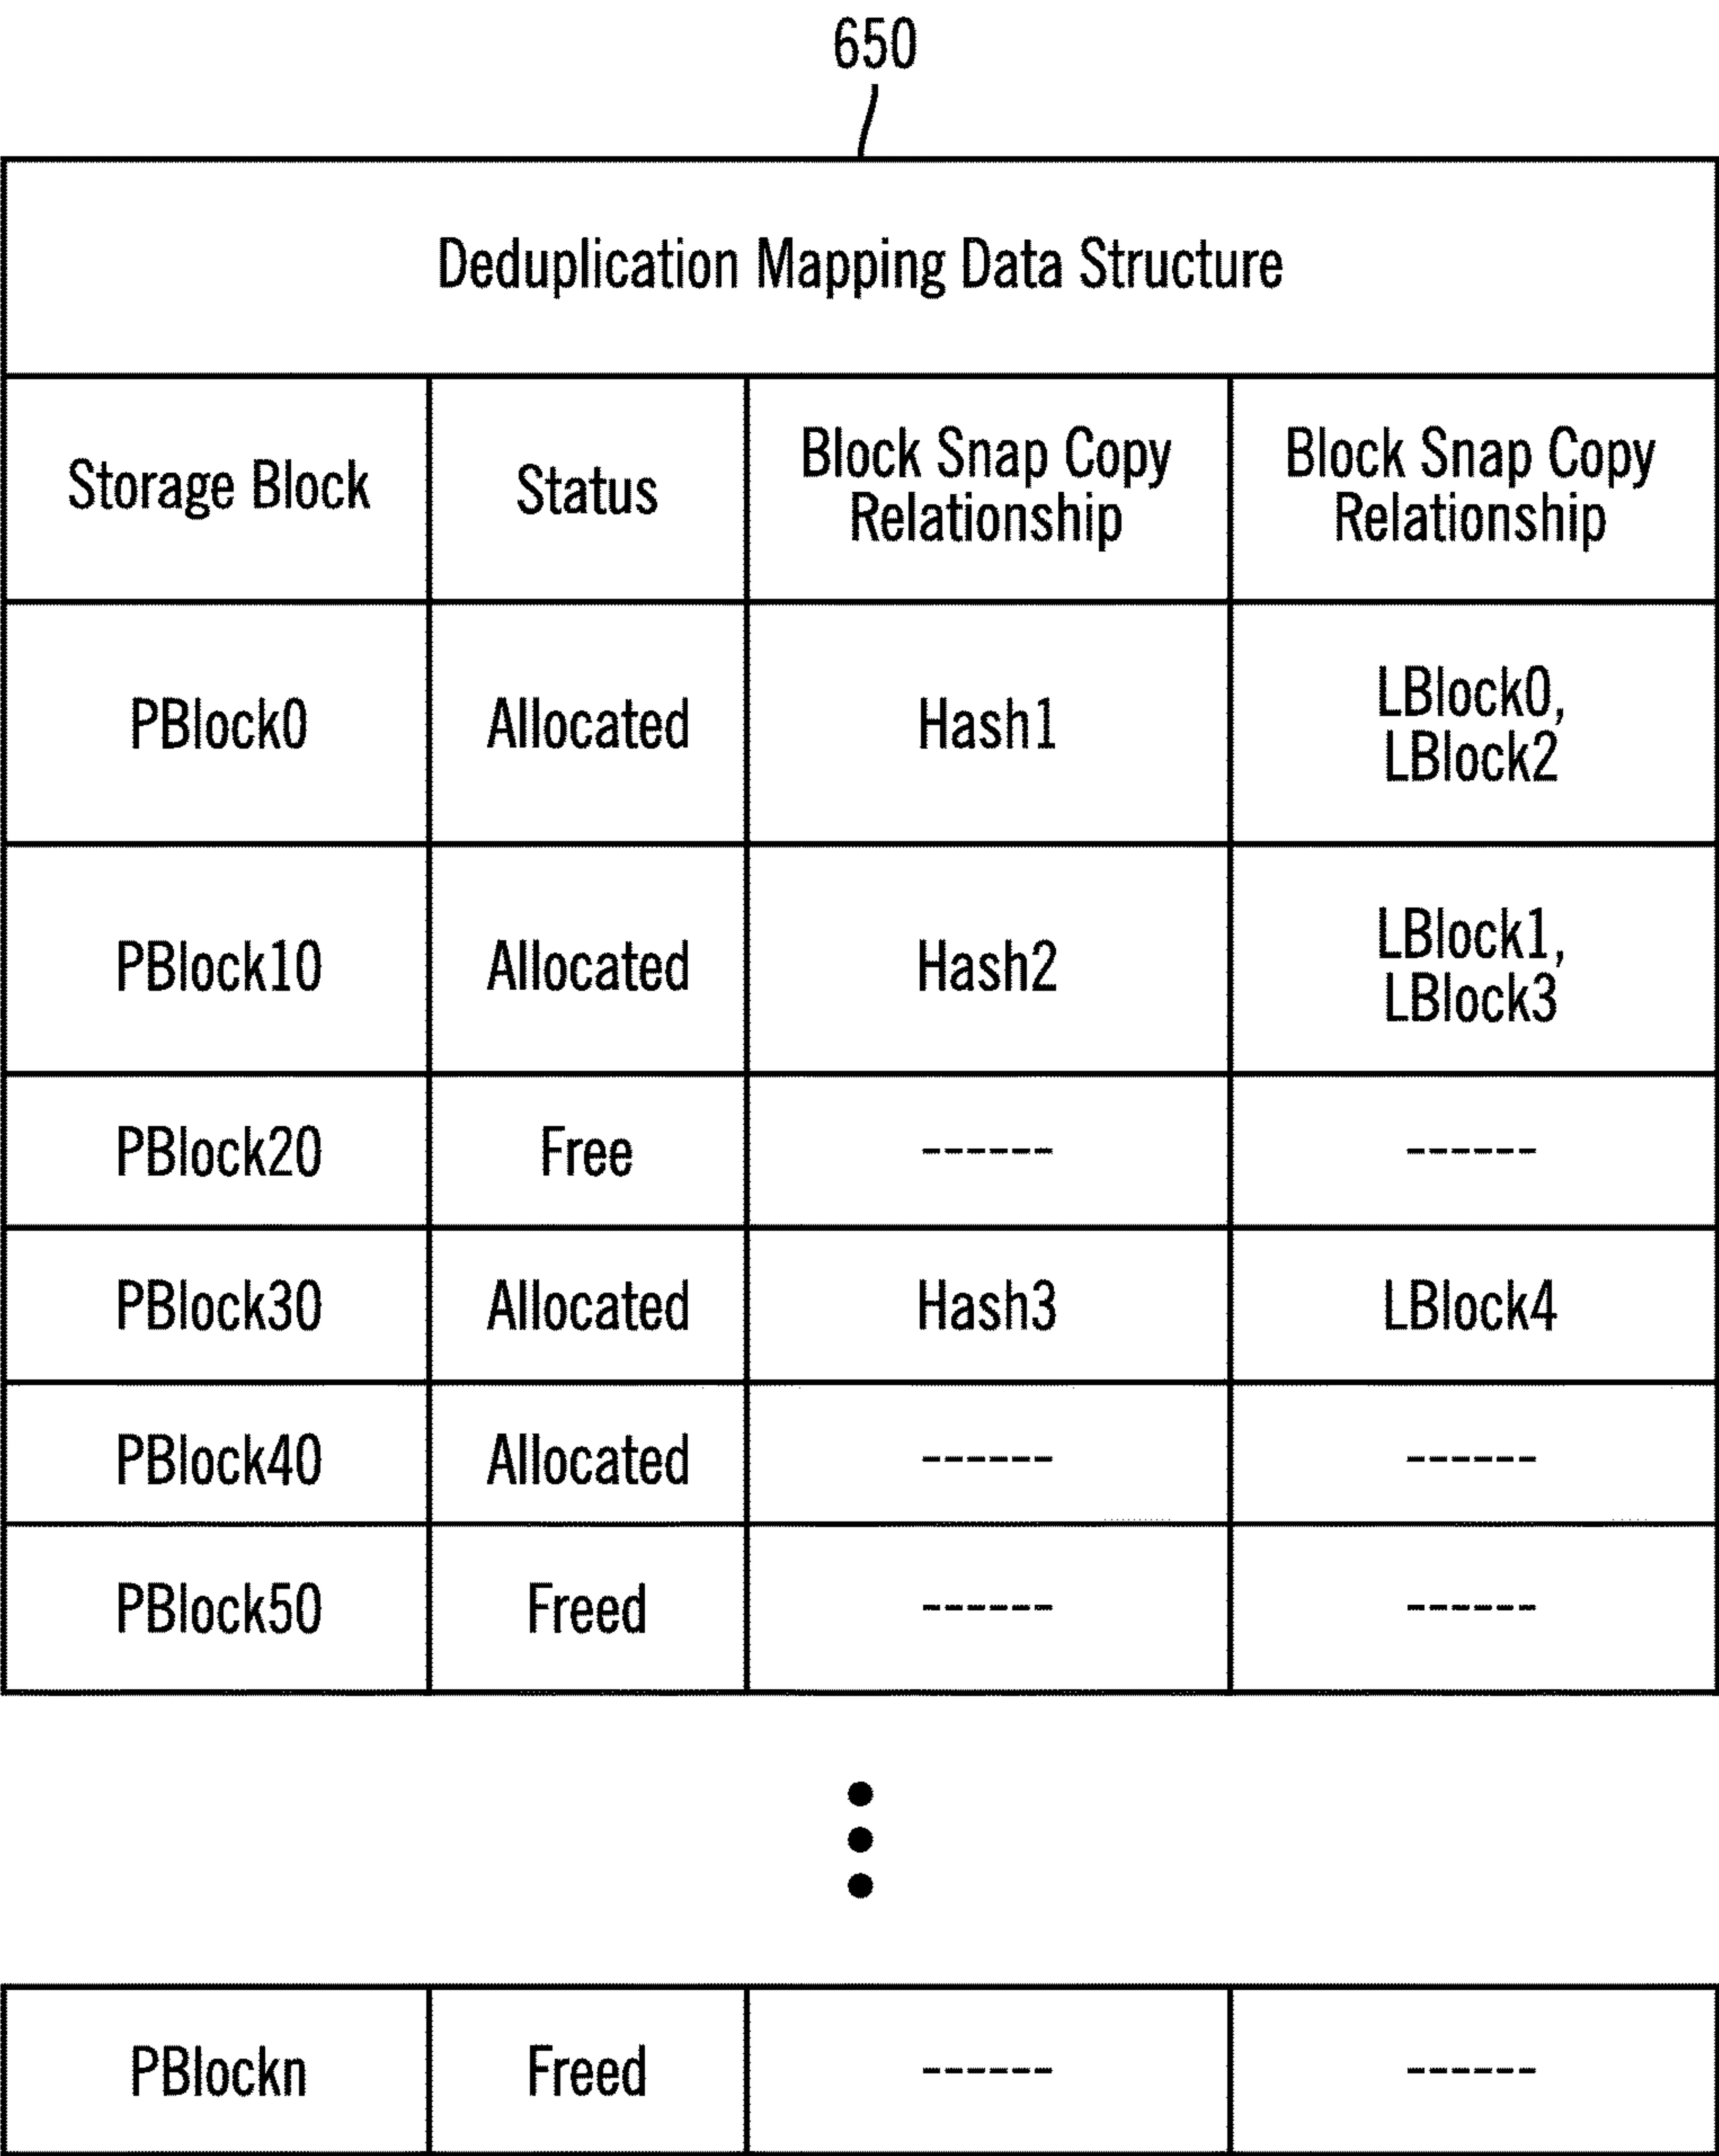 650
Deduplication Mapping Data Structure
Storage Block
Status
Block Snap Copy
Relationship
Block Snap Copy
Relationship
PBlock0
Allocated
Hash1
LBlock0,
LBlock2
PBlock10
Allocated
Hash2
LBlock1,
LBlock3
PBlock20
Free
------
------
PBlock30
Allocated
Hash3
LBlock4
PBlock40
Allocated
------
------
PBlock50
Freed
------
------
PBlockn
Freed
------
------